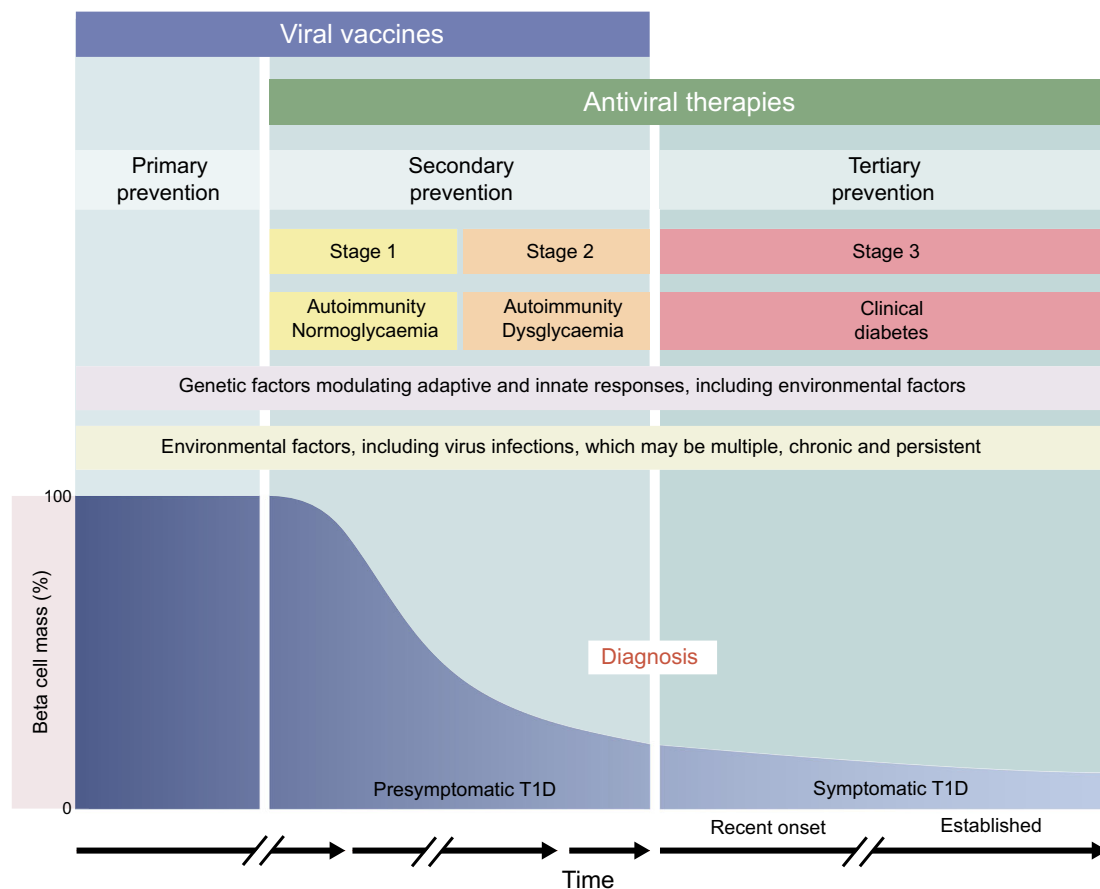 Viral vaccines
Antiviral therapies
Primary
prevention
Secondary
prevention
Tertiary
prevention
Stage 1
Stage 2
Stage 3
Autoimmunity
Normoglycaemia
Autoimmunity
Dysglycaemia
Clinical
diabetes
Genetic factors modulating adaptive and innate responses, including environmental factors
Environmental factors, including virus infections, which may be multiple, chronic and persistent
100
Beta cell mass (%)
0
Diagnosis
Presymptomatic T1D
Symptomatic T1D
Recent onset
Established
Time